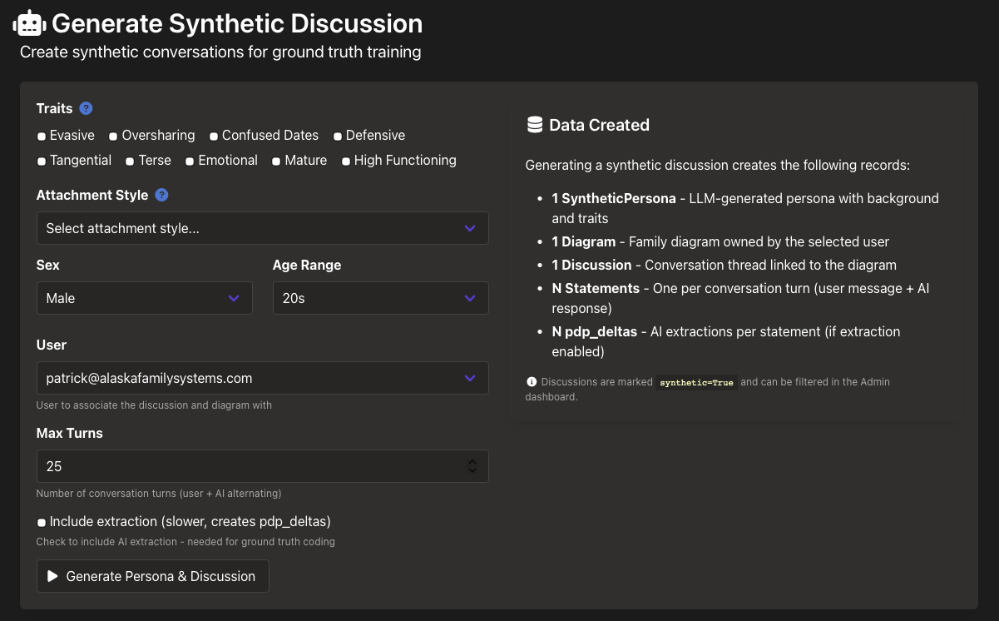 Generate Synthetic Discussion
Create synthetic conversations for ground truth training
Traits ?
Evasive Oversharing Confused Dates Defensive
Tangential Terse Emotional Mature High Functioning
Attachment Style ?
Select attachment style...
Sex Age Range
Male 20s
User
patrick@alaskafamilysystems.com
User to associate the discussion and diagram with
Max Turns
25
Number of conversation turns (user + AI alternating)
Include extraction (slower, creates pdp_deltas)
Check to include AI extraction - needed for ground truth coding
Generate Persona & Discussion
Data Created
Generating a synthetic discussion creates the following records:
• 1 SyntheticPersona - LLM-generated persona with background
and traits
• 1 Diagram - Family diagram owned by the selected user
• 1 Discussion - Conversation thread linked to the diagram
• N Statements - One per conversation turn (user message + AI
response)
• N pdp_deltas - AI extractions per statement (if extraction
enabled)
Discussions are marked synthetic=True and can be filtered in the Admin
dashboard.